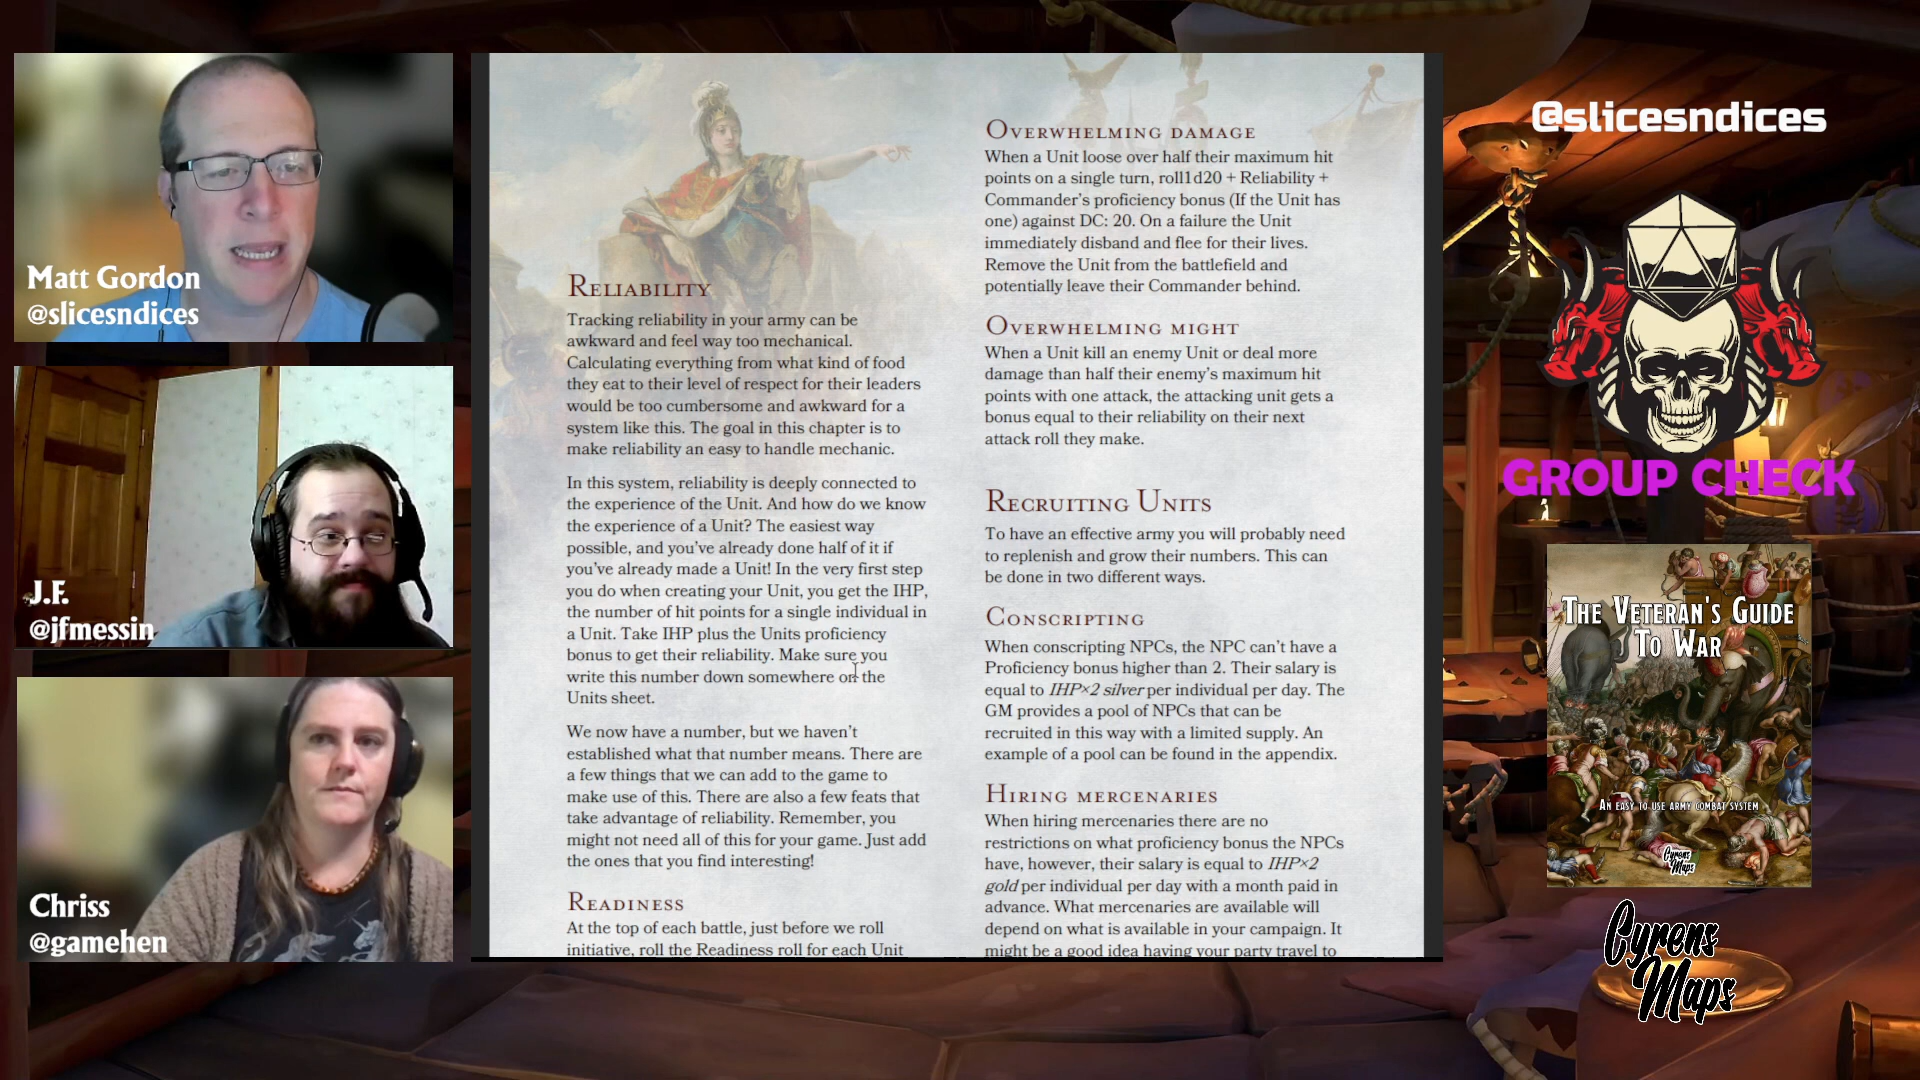 Matt Gordon
@slicesndices
J.F.
@jfmessin
Chriss
@gamehen
Reliability
Tracking reliability in your army can be
awkward and feel way too mechanical.
Calculating everything from what kind of food
they eat to their level of respect for their leaders
would be too cumbersome and awkward for a
system like this. The goal in this chapter is to
make reliability an easy to handle mechanic.
In this system, reliability is deeply connected to
the experience of the Unit. And how do we know
the experience of a Unit? The easiest way
possible, and you've already done half of it if
you've already made a Unit! In the very first step
you do when creating your Unit, you get the IHP,
the number of hit points for a single individual in
a Unit. Take IHP plus the Units proficiency
bonus to get their reliability. Make sure you
write this number down somewhere on the
Units sheet.
We now have a number, but we haven't
established what that number means. There are
a few things that we can add to the game to
make use of this. There are also a few feats that
take advantage of reliability. Remember, you
might not need all of this for your game. Just add
the ones that you find interesting!
Readiness
At the top of each battle, just before we roll
initiative, roll the Readiness roll for each Unit
Overwhelming damage
When a Unit loose over half their maximum hit
points on a single turn, roll1d20 + Reliability +
Commander's proficiency bonus (If the Unit has
one) against DC: 20. On a failure the Unit
immediately disband and flee for their lives.
Remove the Unit from the battlefield and
potentially leave their Commander behind.
Overwhelming might
When a Unit kill an enemy Unit or deal more
damage than half their enemy's maximum hit
points with one attack, the attacking unit gets a
bonus equal to their reliability on their next
attack roll they make.
Recruiting Units
To have an effective army you will probably need
to replenish and grow their numbers. This can
be done in two different ways.
Conscripting
When conscripting NPCs, the NPC can't have a
Proficiency bonus higher than 2. Their salary is
equal to IHP×2 silver per individual per day. The
GM provides a pool of NPCs that can be
recruited in this way with a limited supply. An
example of a pool can be found in the appendix.
Hiring mercenaries
When hiring mercenaries there are no
restrictions on what proficiency bonus the NPCs
have, however, their salary is equal to IHP×2
gold per individual per day with a month paid in
advance. What mercenaries are available will
depend on what is available in your campaign. It
might be a good idea having your party travel to
@slicesndices
GROUP CHECK
The Veteran's Guide
To War
An easy to use army combat system
Cyrens
Maps
Cyrens
Maps